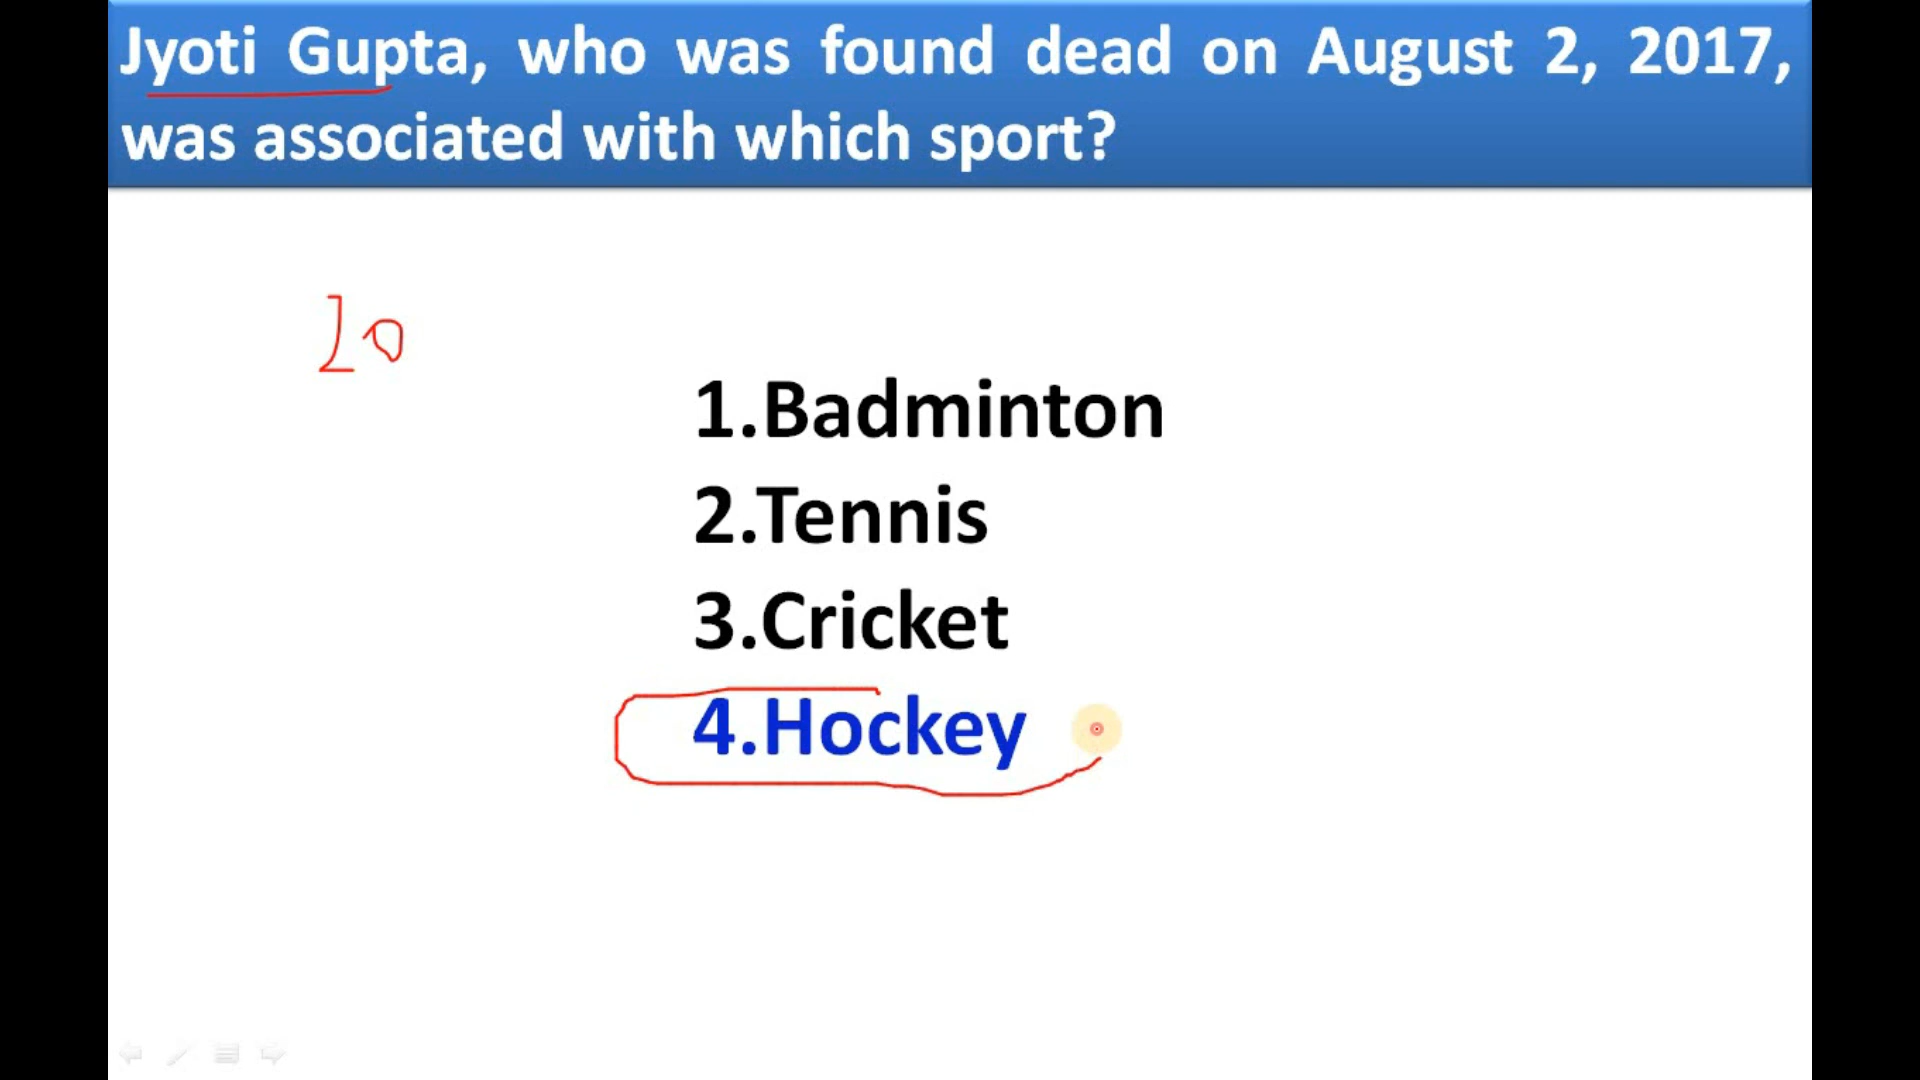 Jyoti Gupta, who was found dead on August 2, 2017,
was associated with which sport?
20
1.Badminton
2.Tennis
3.Cricket
4.Hockey